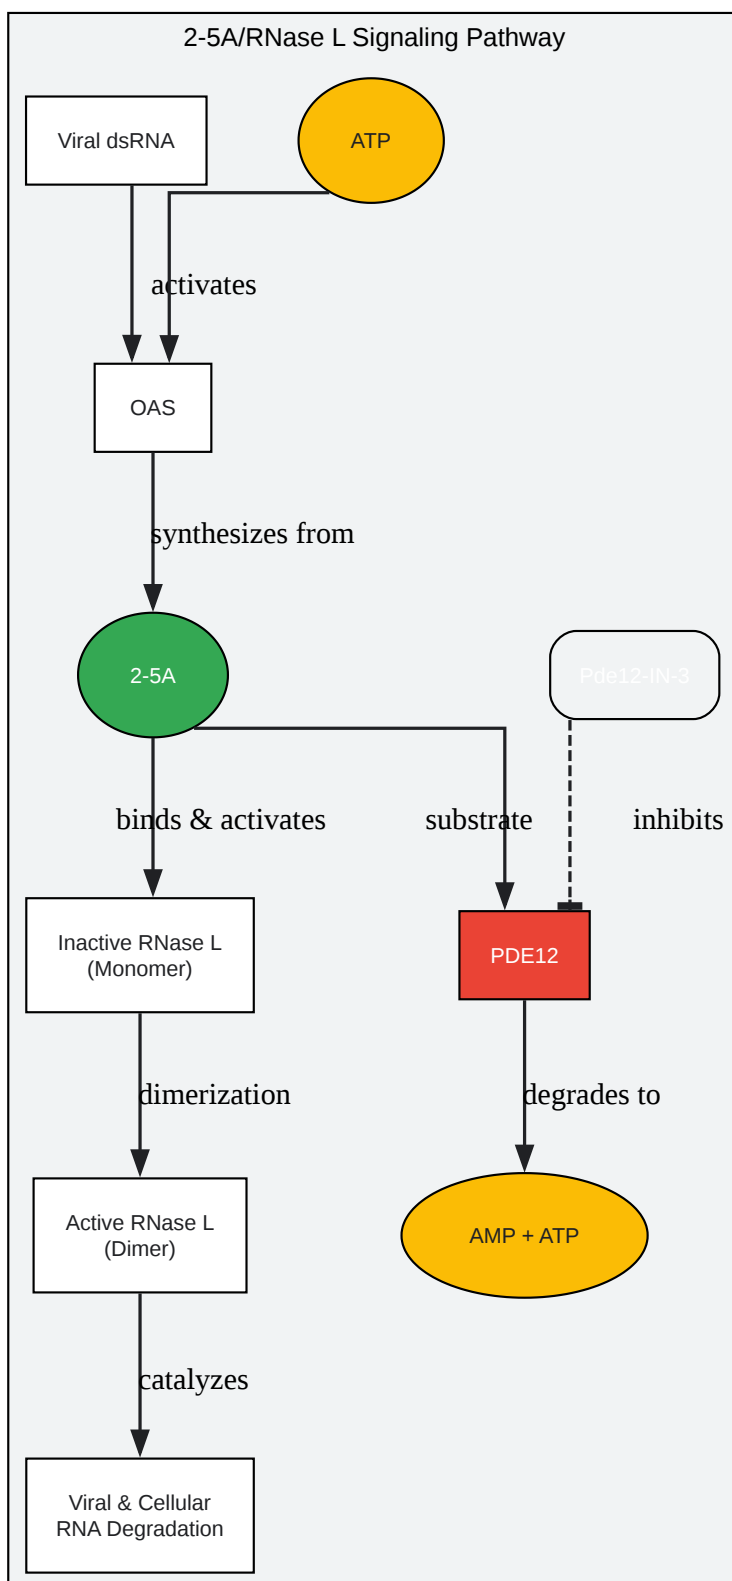 2-5A/RNase L Signaling Pathway
Viral dsRNA
ATP
activates
OAS
synthesizes from
2-5A
Pde12-IN-3
binds & activates
substrate
inhibits
Inactive RNase L
(Monomer)
PDE12
dimerization
degrades to
Active RNase L
(Dimer)
AMP + ATP
catalyzes
Viral & Cellular
RNA Degradation